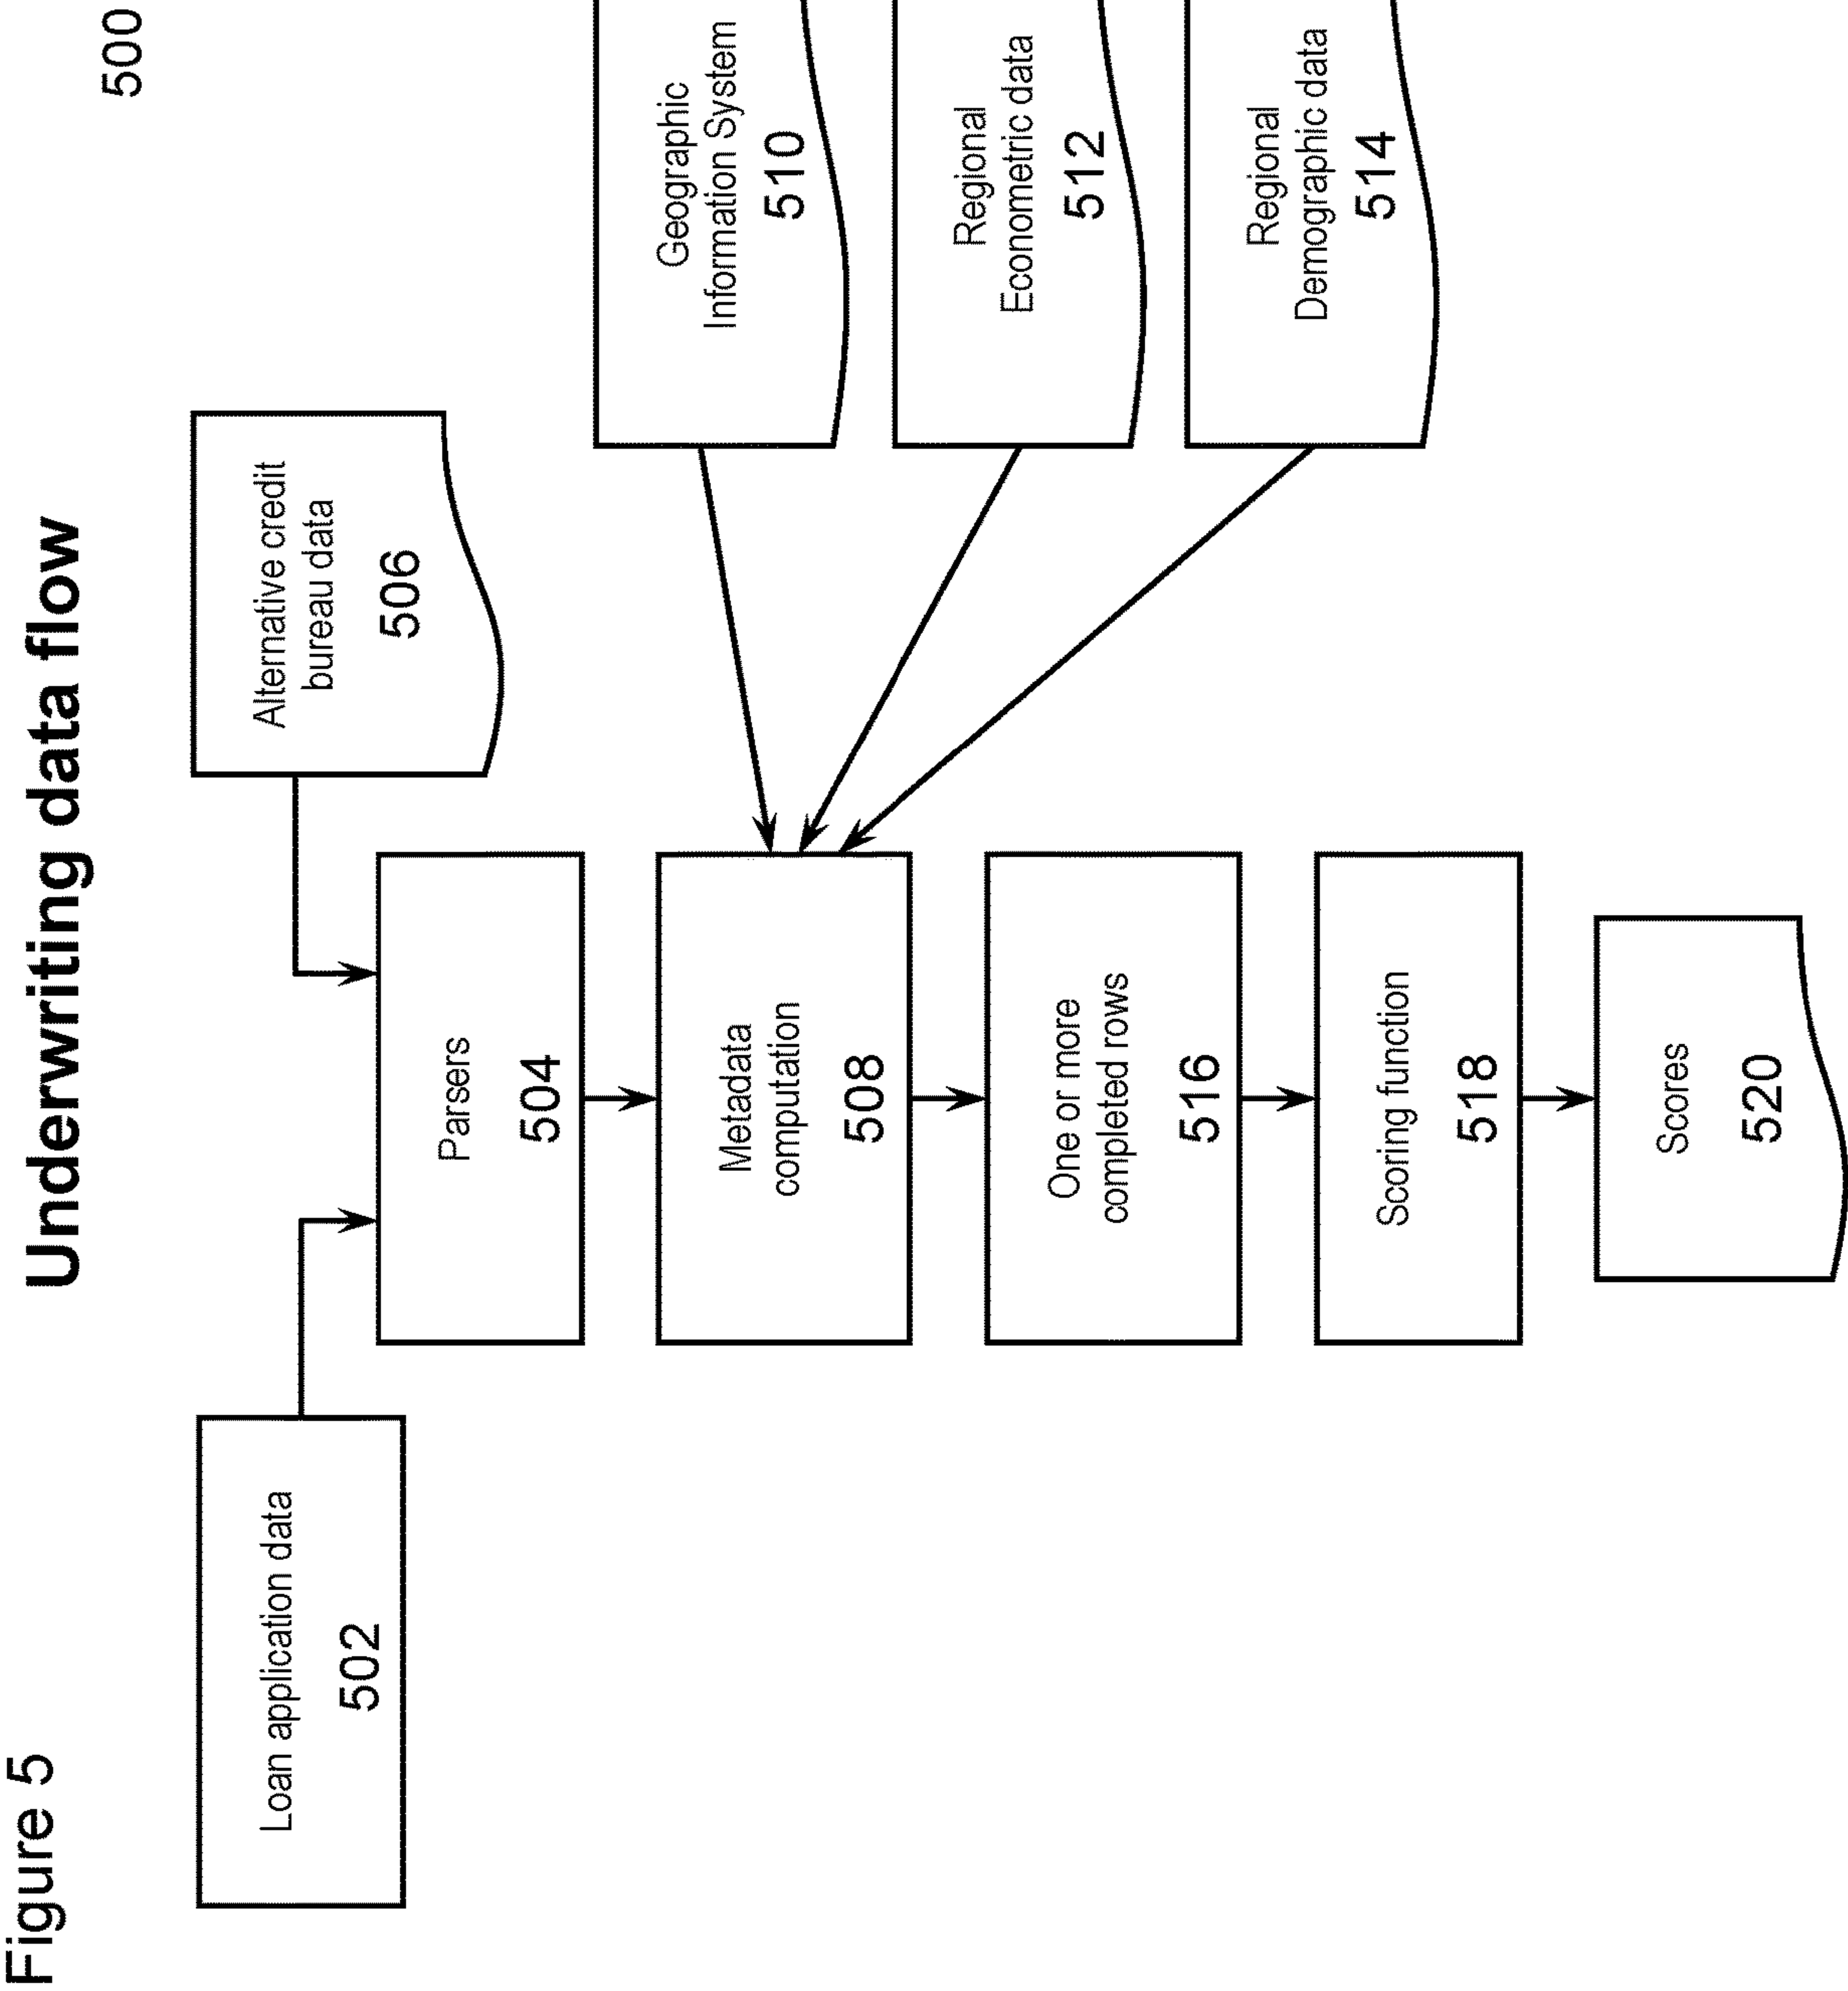 Figure 5
Underwriting data flow
500
Loan application data
502
Alternative credit
bureau data
506
Parsers
504
Metadata
computation
508
Geographic
Information System
510
Regional
Econometric data
512
Regional
Demographic data
514
One or more
completed rows
516
Scoring function
518
Scores
520